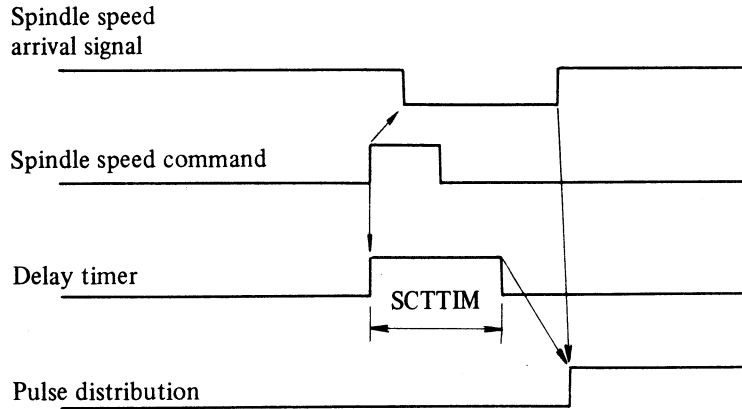 Spindle speed
arrival signal
Spindle speed command
Delay timer
SCTTIM
Pulse distribution